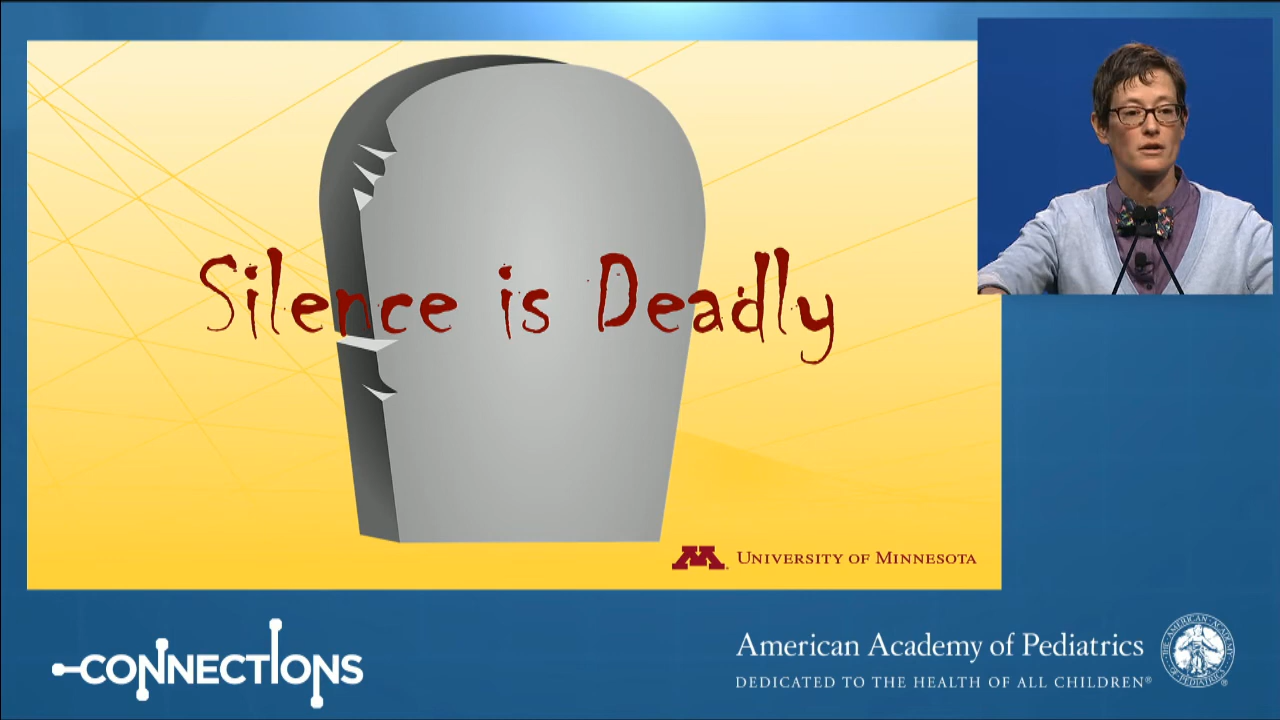 Silence is Deadly
UNIVERSITY OF MINNESOTA
CONNECTIONS
American Academy of Pediatrics
DEDICATED TO THE HEALTH OF ALL CHILDREN®